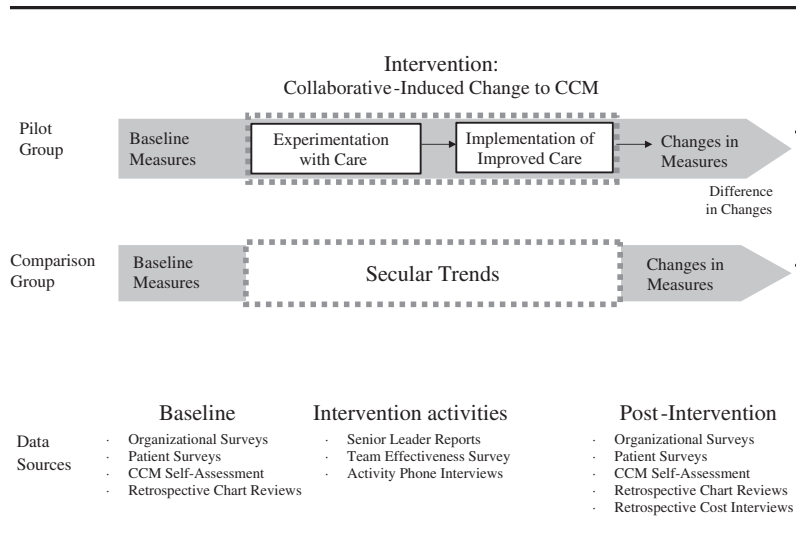 Intervention:
Collaborative-Induced Change to CCM
Pilot
Group
Baseline
Measures
Experimentation
with Care
Implementation of
Improved Care
Changes in
Measures
Difference
in Changes
Comparison
Group
Baseline
Measures
Secular Trends
Changes in
Measures
Data
Sources
Baseline
· Organizational Surveys
· Patient Surveys
· CCM Self-Assessment
· Retrospective Chart Reviews
Intervention activities
· Senior Leader Reports
· Team Effectiveness Survey
· Activity Phone Interviews
Post-Intervention
· Organizational Surveys
· Patient Surveys
· CCM Self-Assessment
· Retrospective Chart Reviews
· Retrospective Cost Interviews